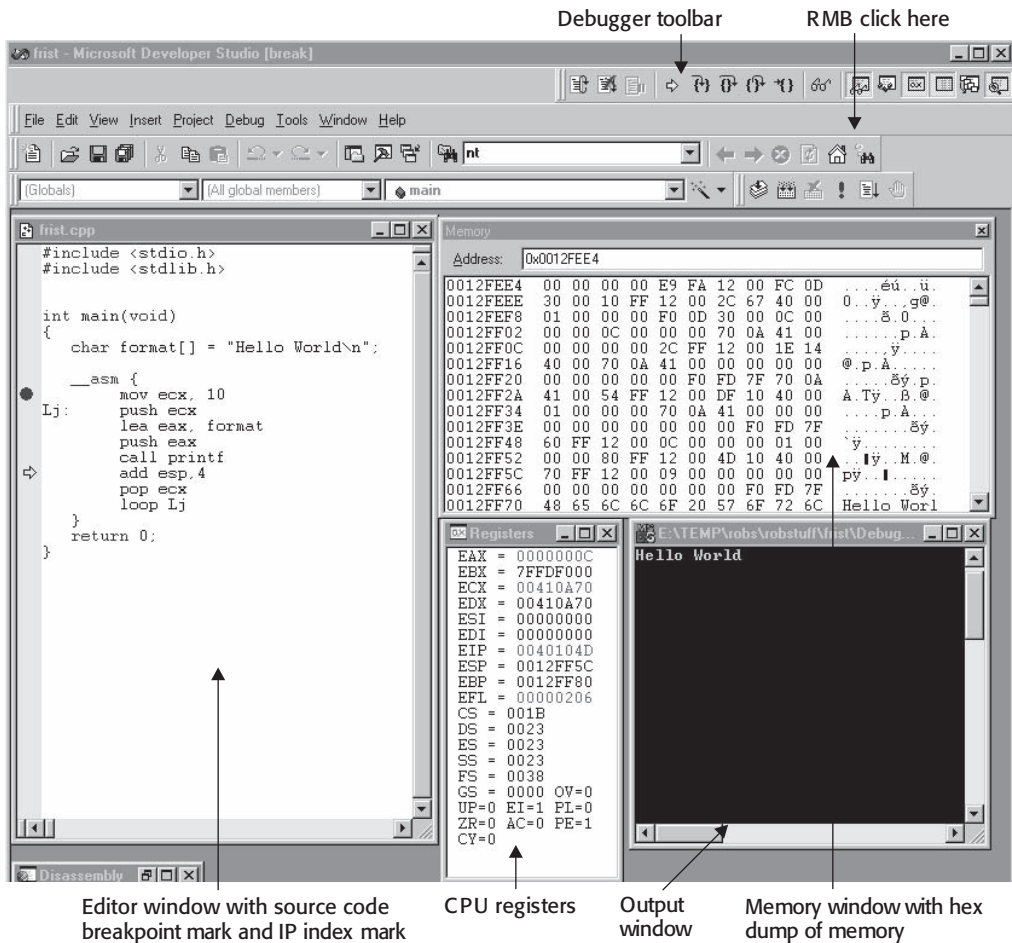 Debugger toolbar
RMB click here
frist - Microsoft Developer Studio [break]
File Edit View Insert Project Debug Tools Window Help
nt
(Globals)
(All global members)
main
frist.cpp
#include <stdio.h>
#include <stdlib.h>
int main(void)
{
char format[] = "Hello World\n";
__asm {
mov ecx, 10
Lj: push ecx
lea eax, format
push eax
call printf
add esp,4
pop ecx
loop Lj
}
return 0;
}
Memory
Address: 0x0012FEE4
0012FEE4 00 00 00 00 E9 FA 12 00 FC 0D ....éú..ü.
0012FEEE 30 00 10 FF 12 00 2C 67 40 00 0..ÿ..,g@.
0012FEF8 01 00 00 00 F0 0D 30 00 0C 00 ....ð.0...
0012FF02 00 00 0C 00 00 00 70 0A 41 00 ......p.A.
0012FF0C 00 00 00 00 2C FF 12 00 1E 14 ....,ÿ....
0012FF16 40 00 70 0A 41 00 00 00 00 00 @.p.A.....
0012FF20 00 00 00 00 00 F0 FD 7F 70 0A .....ðý.p.
0012FF2A 41 00 54 FF 12 00 DF 10 40 00 A.Tÿ..ß.@.
0012FF34 01 00 00 00 70 0A 41 00 00 00 ....p.A...
0012FF3E 00 00 00 00 00 00 00 F0 FD 7F .......ðý.
0012FF48 60 FF 12 00 0C 00 00 00 01 00 `ÿ........
0012FF52 00 00 80 FF 12 00 4D 10 40 00 ..▮ÿ..M.@.
0012FF5C 70 FF 12 00 09 00 00 00 00 00 pÿ..▮.....
0012FF66 00 00 00 00 00 00 00 F0 FD 7F .......ðý.
0012FF70 48 65 6C 6C 6F 20 57 6F 72 6C Hello Worl
Registers
EAX = 0000000C
EBX = 7FFDF000
ECX = 00410A70
EDX = 00410A70
ESI = 00000000
EDI = 00000000
EIP = 0040104D
ESP = 0012FF5C
EBP = 0012FF80
EFL = 00000206
CS = 001B
DS = 0023
ES = 0023
SS = 0023
FS = 0038
GS = 0000 OV=0
UP=0 EI=1 PL=0
ZR=0 AC=0 PE=1
CY=0
E:\TEMP\robs\robstuff\frist\Debug...
Hello World
Disassembly
Editor window with source code
breakpoint mark and IP index mark
CPU registers
Output
window
Memory window with hex
dump of memory